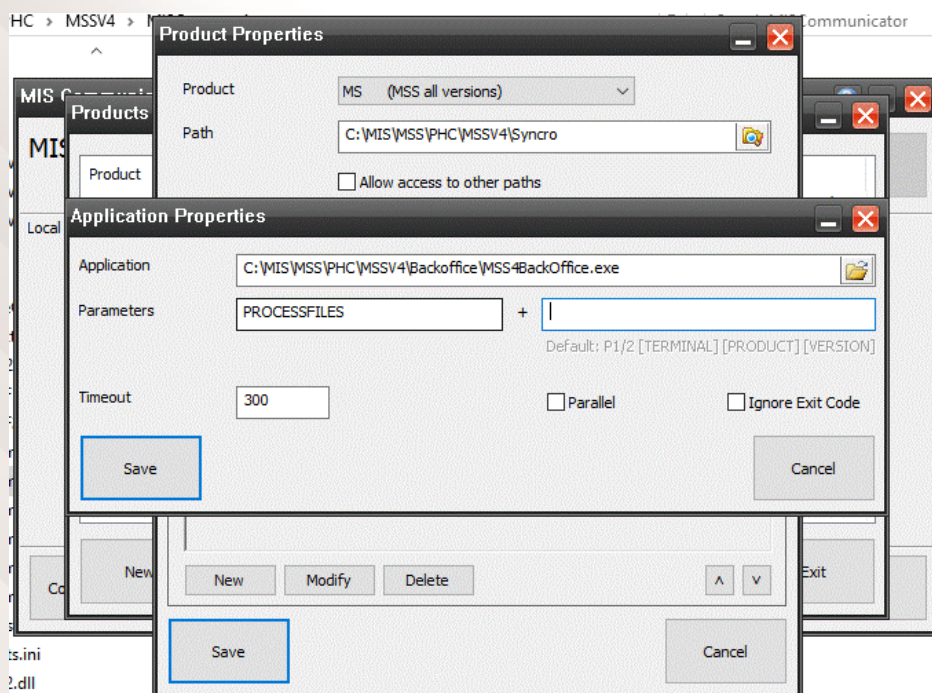 HC > MSSV4 >
Communicator
Product Properties
Product
MS (MSS all versions)
Path
C:\MIS\MSS\PHC\MSSV4\Syncro
Allow access to other paths
MIS
Products
MIS
Product
Local
Application Properties
Application
C:\MIS\MSS\PHC\MSSV4\Backoffice\MSS4BackOffice.exe
Parameters
PROCESSFILES
+
Default: P1/2 [TERMINAL] [PRODUCT] [VERSION]
Timeout
300
Parallel
Ignore Exit Code
Save
Cancel
New
Exit
New
Modify
Delete
Co
Save
Cancel
ts.ini
2.dll